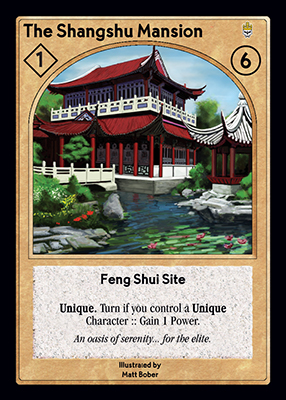 The Shangshu Mansion
1
6
Feng Shui Site
Unique. Turn if you control a Unique
Character :: Gain 1 Power.
An oasis of serenity... for the elite.
Illustrated by
Matt Bober